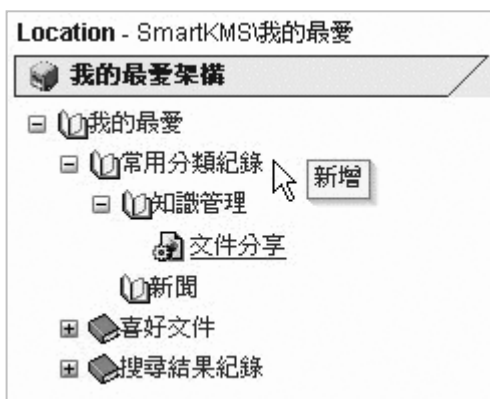 Location - SmartKMS\我的最愛
我的最愛架構
我的最愛
常用分類紀錄
新增
知識管理
文件分享
新聞
喜好文件
搜尋結果紀錄